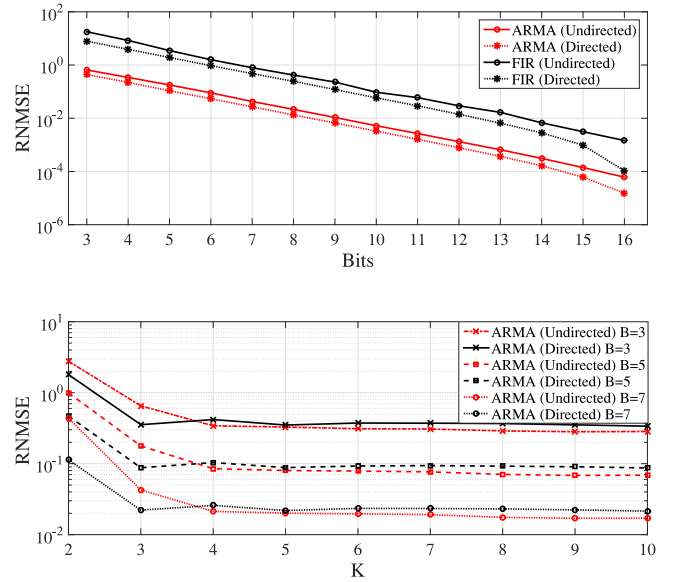 10^2
10^0
10^-2
10^-4
10^-6
RNMSE
ARMA (Undirected)
ARMA (Directed)
FIR (Undirected)
FIR (Directed)
3 4 5 6 7 8 9 10 11 12 13 14 15 16
Bits
10^1
10^0
10^-1
10^-2
RNMSE
ARMA (Undirected) B=3
ARMA (Directed) B=3
ARMA (Undirected) B=5
ARMA (Directed) B=5
ARMA (Undirected) B=7
ARMA (Directed) B=7
2 3 4 5 6 7 8 9 10
K